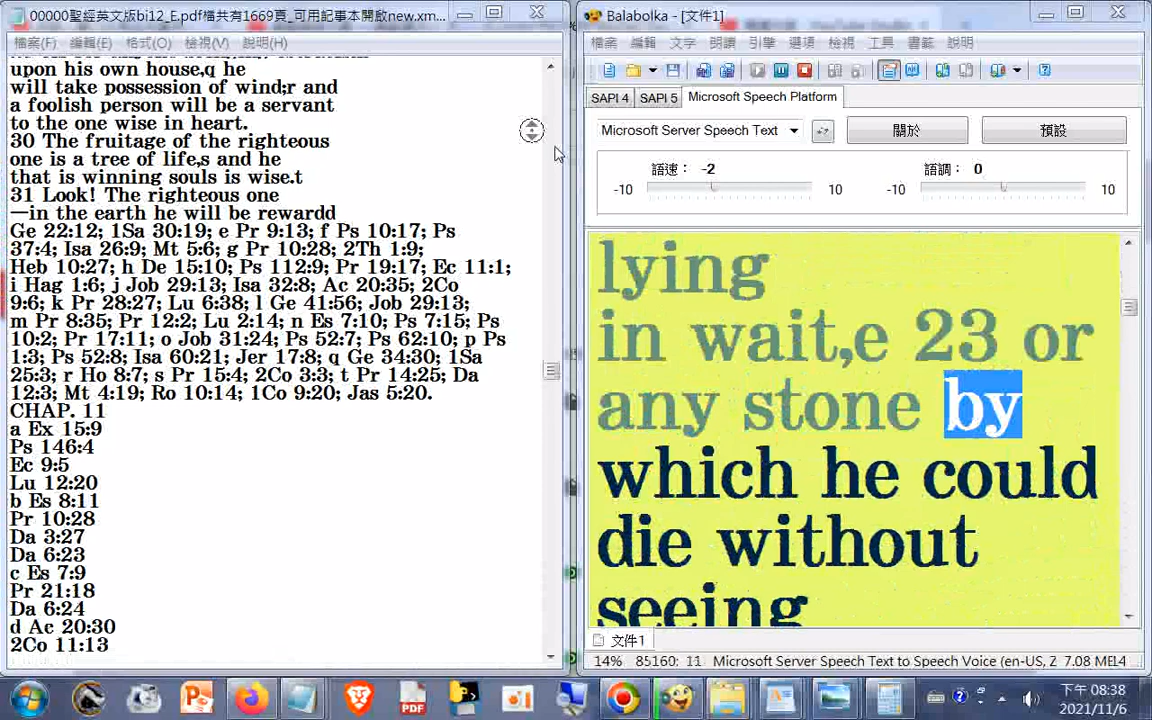 00000聖經英文版bi12_E.pdf檔共有1669頁_可用記事本開啟new.xm...
檔案(F) 編輯(E) 格式(O) 檢視(V) 說明(H)
upon his own house,q he
will take possession of wind;r and
a foolish person will be a servant
to the one wise in heart.
30 The fruitage of the righteous
one is a tree of life,s and he
that is winning souls is wise.t
31 Look! The righteous one
—in the earth he will be rewardd
Ge 22:12; 1Sa 30:19; e Pr 9:13; f Ps 10:17; Ps
37:4; Isa 26:9; Mt 5:6; g Pr 10:28; 2Th 1:9;
Heb 10:27; h De 15:10; Ps 112:9; Pr 19:17; Ec 11:1;
i Hag 1:6; j Job 29:13; Isa 32:8; Ac 20:35; 2Co
9:6; k Pr 28:27; Lu 6:38; l Ge 41:56; Job 29:13;
m Pr 8:35; Pr 12:2; Lu 2:14; n Es 7:10; Ps 7:15; Ps
10:2; Pr 17:11; o Job 31:24; Ps 52:7; Ps 62:10; p Ps
1:3; Ps 52:8; Isa 60:21; Jer 17:8; q Ge 34:30; 1Sa
25:3; r Ho 8:7; s Pr 15:4; 2Co 3:3; t Pr 14:25; Da
12:3; Mt 4:19; Ro 10:14; 1Co 9:20; Jas 5:20.
CHAP. 11
a Ex 15:9
Ps 146:4
Ec 9:5
Lu 12:20
b Es 8:11
Pr 10:28
Da 3:27
Da 6:23
c Es 7:9
Pr 21:18
Da 6:24
d Ac 20:30
2Co 11:13
Balabolka - [文件1]
檔案 編輯 文字 朗讀 引擎 選項 檢視 工具 書籤 說明
SAPI 4 SAPI 5 Microsoft Speech Platform
Microsoft Server Speech Text 關於 預設
語速: -2 語調: 0
-10 10 -10 10
lying
in wait,e 23 or
any stone by
which he could
die without
seeing
文件1
14% 85160: 11 Microsoft Server Speech Text to Speech Voice (en-US, Z 7.08 MEL4
PDF
下午 08:38
2021/11/6